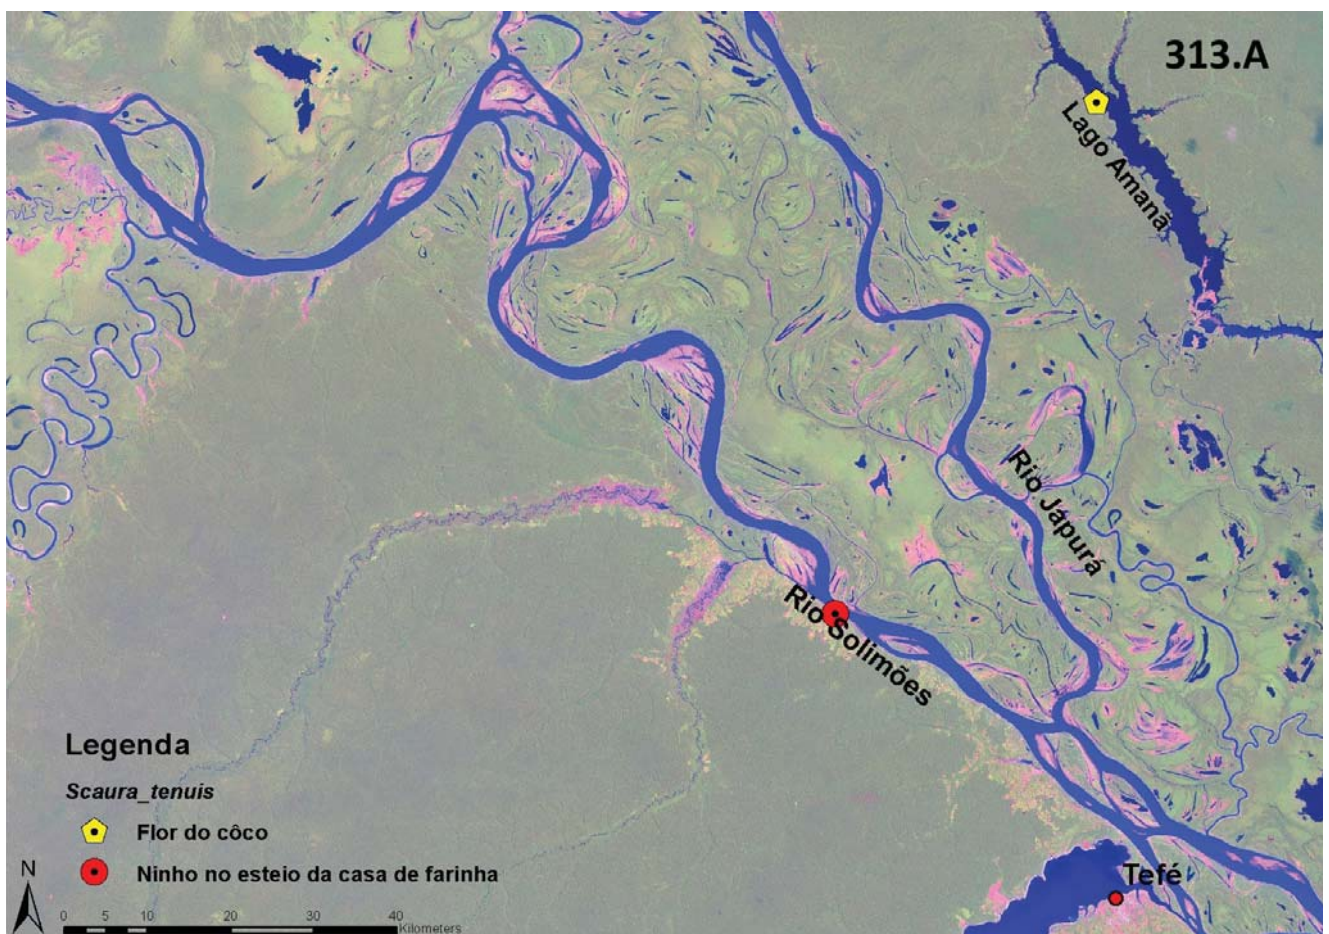 313.A
Lago Amanã
Rio Japurá
Rio Solimões
Tefé
Legenda
Scaura_tenuis
Flor do côco
Ninho no esteio da casa de farinha
N
0 5 10 20 30 40
Kilometers